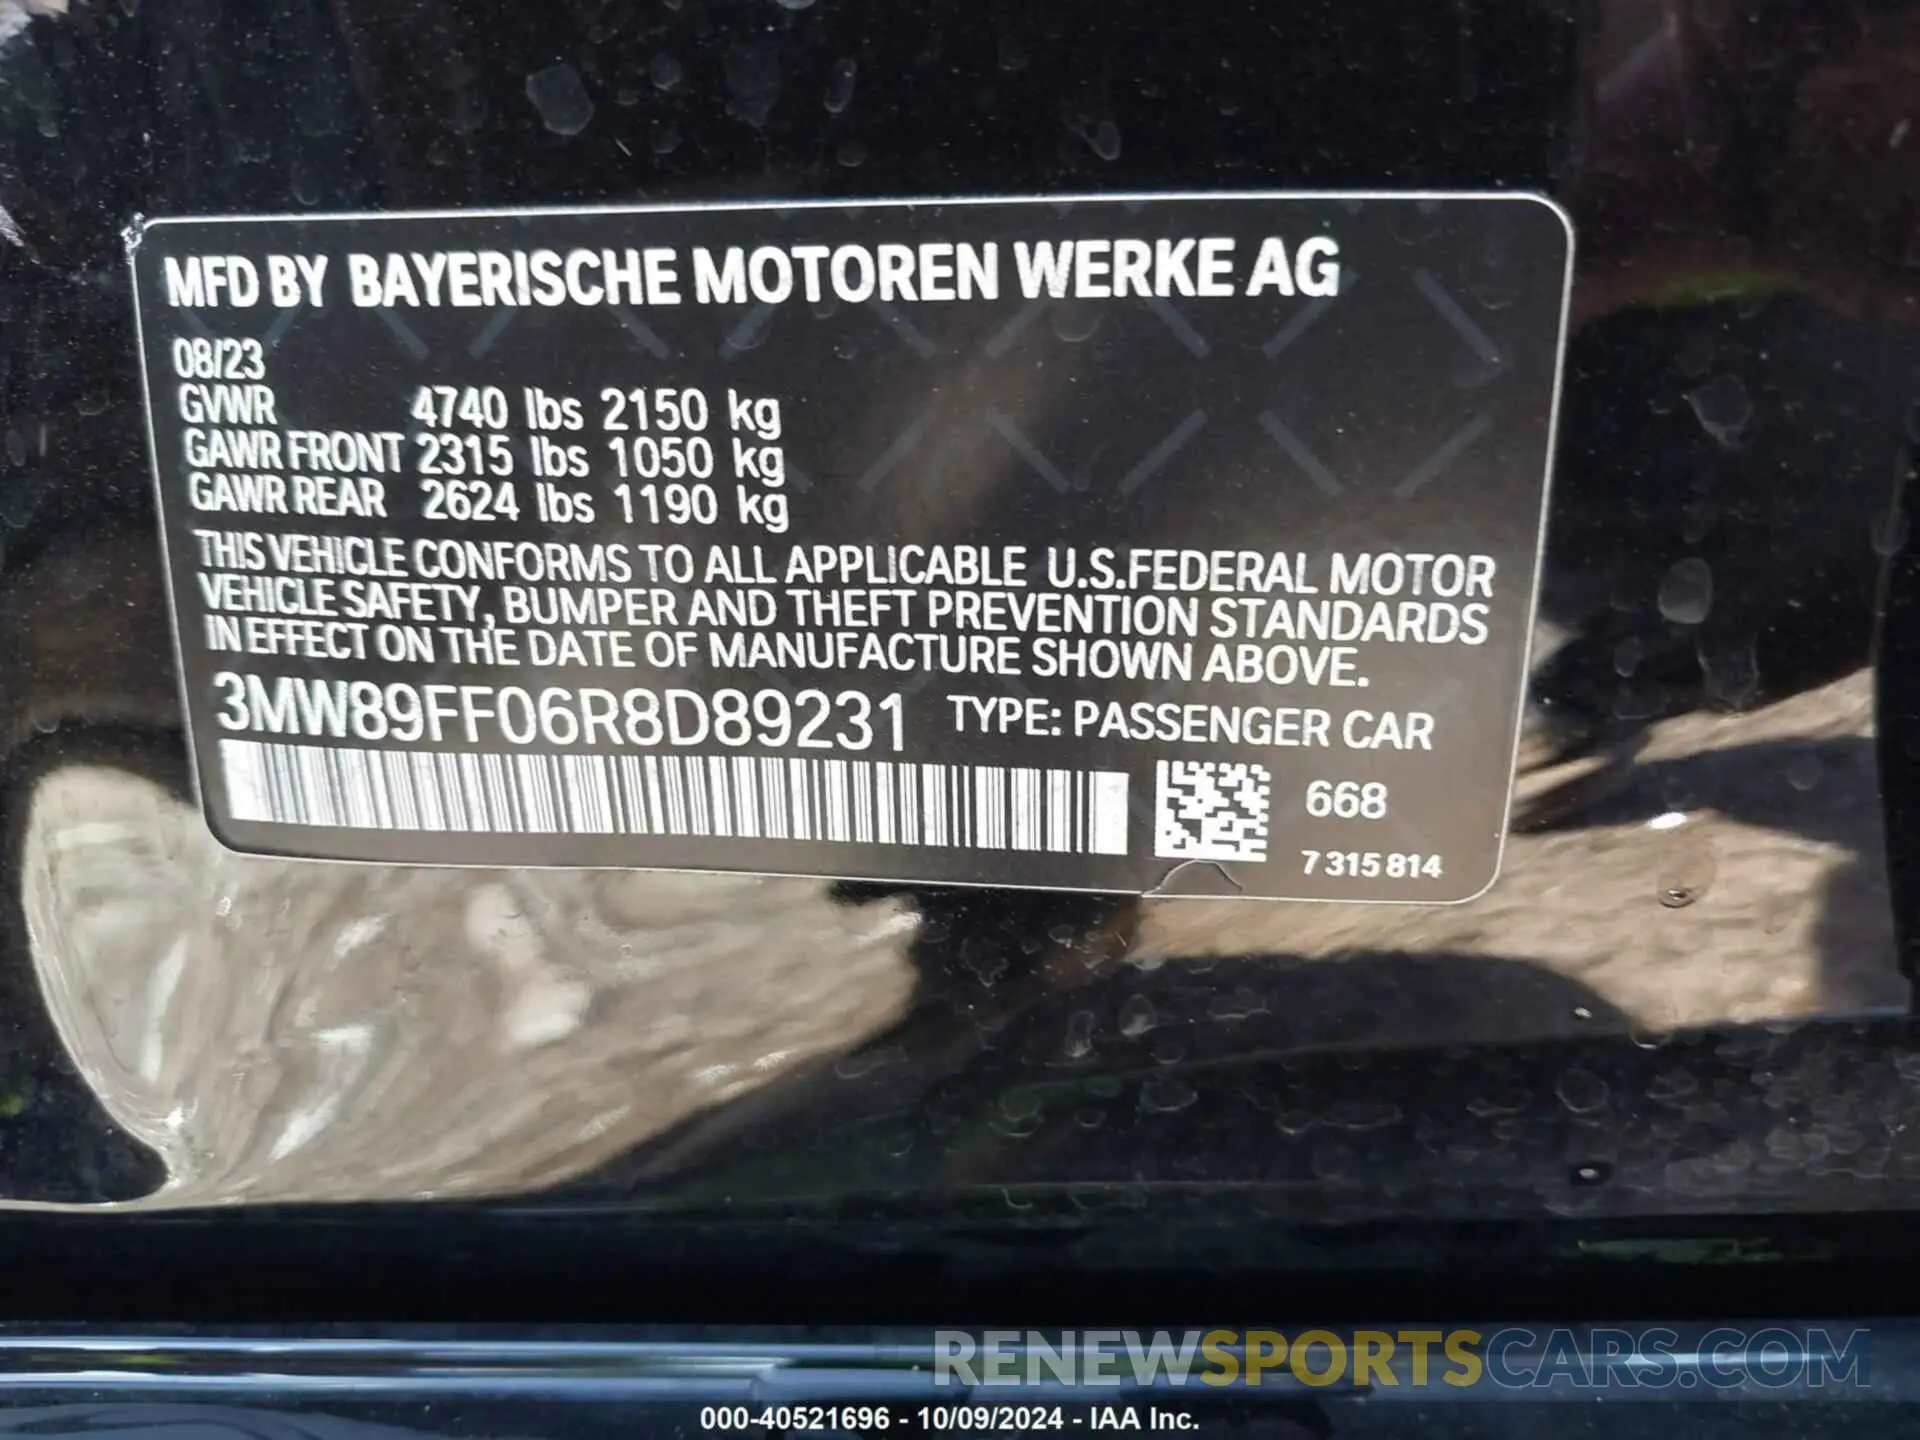 MFD BY BAYERISCHE MOTOREN WERKE AG
08/23
GVWR 4740 lbs 2150 kg
GAWR FRONT 2315 lbs 1050 kg
GAWR REAR 2624 lbs 1190 kg
THIS VEHICLE CONFORMS TO ALL APPLICABLE U.S.FEDERAL MOTOR
VEHICLE SAFETY, BUMPER AND THEFT PREVENTION STANDARDS
IN EFFECT ON THE DATE OF MANUFACTURE SHOWN ABOVE.
3MW89FF06R8D89231 TYPE: PASSENGER CAR
668
7 315 814
RENEWSPORTSCARS.COM
000-40521696 - 10/09/2024 - IAA Inc.